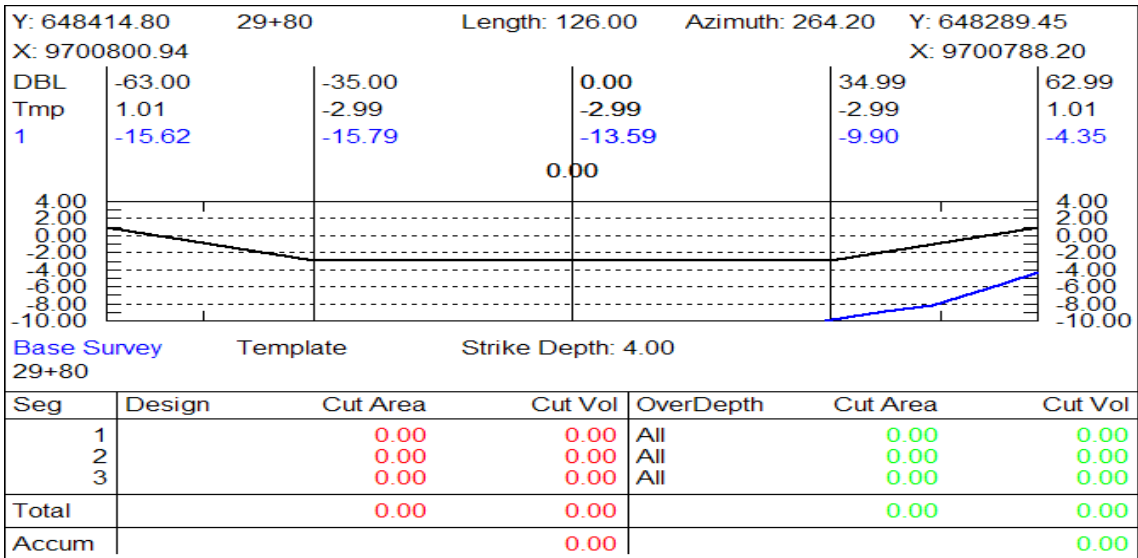 Y: 648414.80 29+80 Length: 126.00 Azimuth: 264.20 Y: 648289.45
X: 9700800.94 X: 9700788.20
DBL -63.00 -35.00 0.00 34.99 62.99
Tmp 1.01 -2.99 -2.99 -2.99 1.01
1 -15.62 -15.79 -13.59 -9.90 -4.35
0.00
4.00 4.00
2.00 2.00
0.00 0.00
-2.00 -2.00
-4.00 -4.00
-6.00 -6.00
-8.00 -8.00
-10.00 -10.00
Base Survey Template Strike Depth: 4.00
29+80
Seg Design Cut Area Cut Vol OverDepth Cut Area Cut Vol
1 0.00 0.00 All 0.00 0.00
2 0.00 0.00 All 0.00 0.00
3 0.00 0.00 All 0.00 0.00
Total 0.00 0.00 0.00 0.00
Accum 0.00 0.00